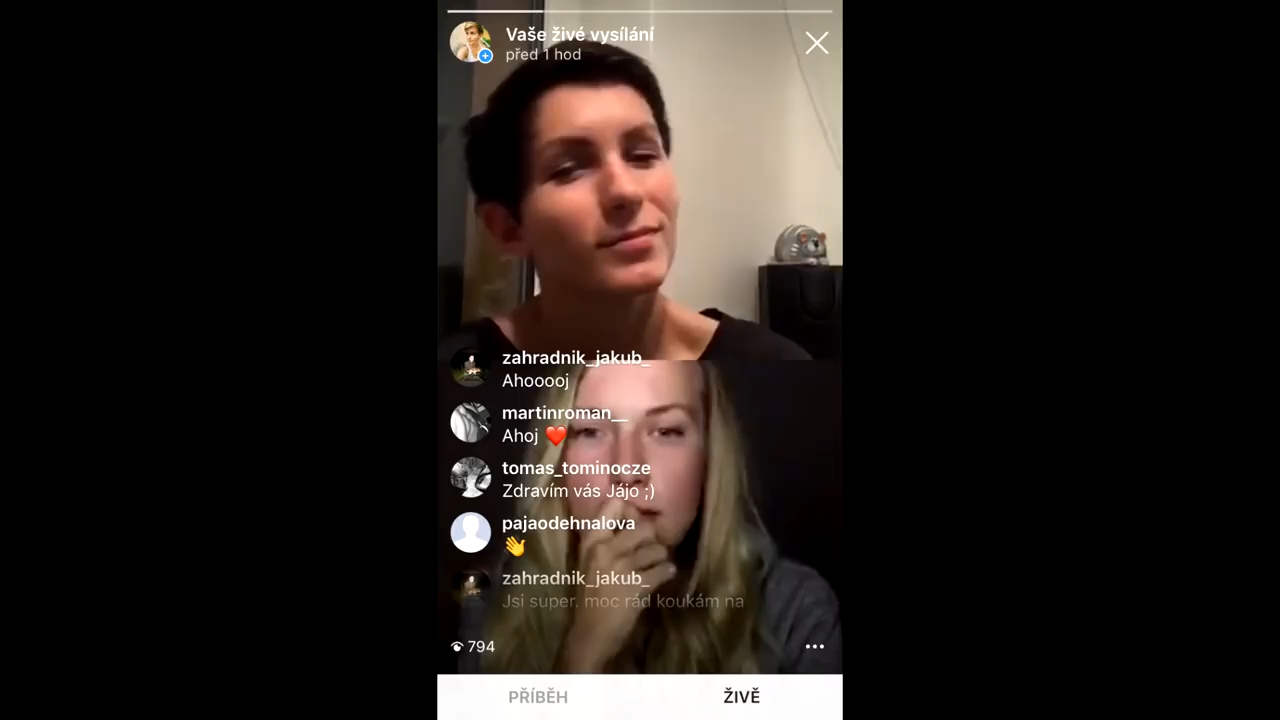 Vaše živé vysílání
před 1 hod
zahradnik_jakub_
Ahooooj
martinroman__
Ahoj ❤️
tomas_tominocze
Zdravím vás Jájo ;)
pajaodehnalova
👋
zahradnik_jakub_
Jsi super. moc rád koukám na
794
PŘÍBĚH
ŽIVĚ